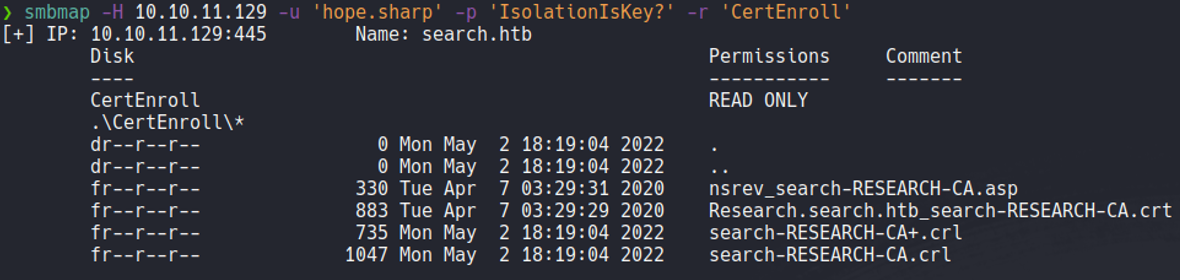 ❯ smbmap -H 10.10.11.129 -u 'hope.sharp' -p 'IsolationIsKey?' -r 'CertEnroll'
[+] IP: 10.10.11.129:445 Name: search.htb
Disk Permissions Comment
---- ----------- -------
CertEnroll READ ONLY
.\CertEnroll\*
dr--r--r-- 0 Mon May 2 18:19:04 2022 .
dr--r--r-- 0 Mon May 2 18:19:04 2022 ..
fr--r--r-- 330 Tue Apr 7 03:29:31 2020 nsrev_search-RESEARCH-CA.asp
fr--r--r-- 883 Tue Apr 7 03:29:29 2020 Research.search.htb_search-RESEARCH-CA.crt
fr--r--r-- 735 Mon May 2 18:19:04 2022 search-RESEARCH-CA+.crl
fr--r--r-- 1047 Mon May 2 18:19:04 2022 search-RESEARCH-CA.crl